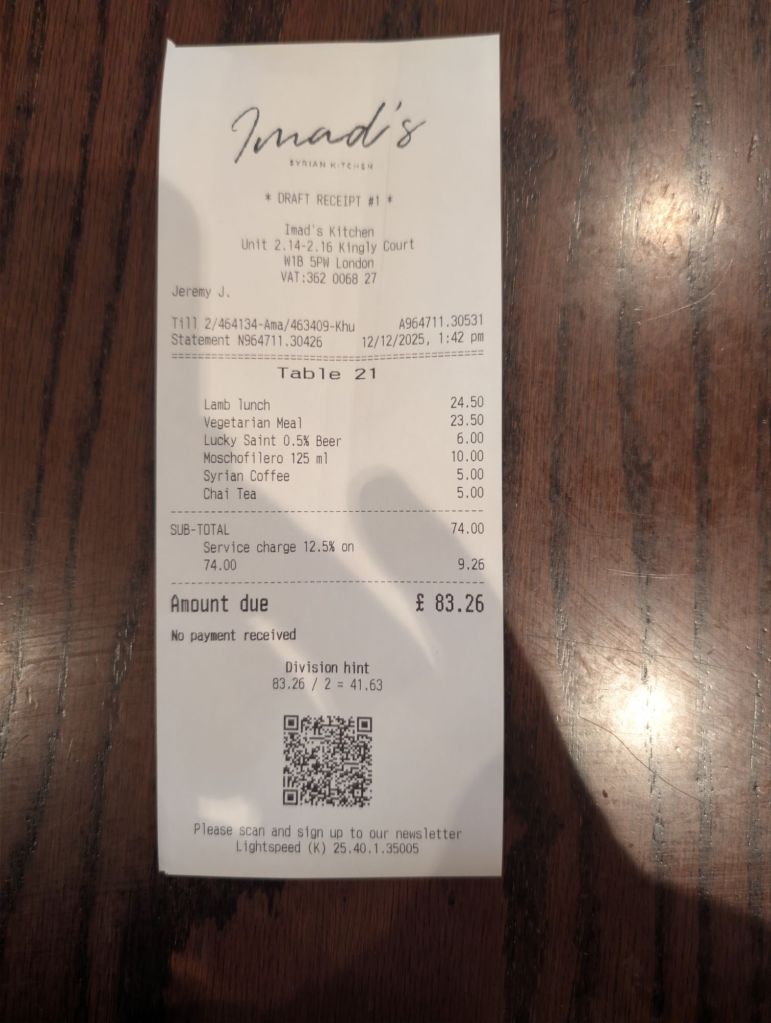 Imad's
SYRIAN KITCHEN
* DRAFT RECEIPT #1 *
Imad's Kitchen
Unit 2.14-2.16 Kingly Court
W1B 5PW London
VAT:362 0068 27
Jeremy J.
Till 2/464134-Ama/463409-Khu A964711.30531
Statement N964711.30426 12/12/2025, 1:42 pm
Table 21
Lamb lunch 24.50
Vegetarian Meal 23.50
Lucky Saint 0.5% Beer 6.00
Moschofilero 125 ml 10.00
Syrian Coffee 5.00
Chai Tea 5.00
SUB-TOTAL 74.00
Service charge 12.5% on
74.00 9.26
Amount due £ 83.26
No payment received
Division hint
83.26 / 2 = 41.63
Please scan and sign up to our newsletter
Lightspeed (K) 25.40.1.35005